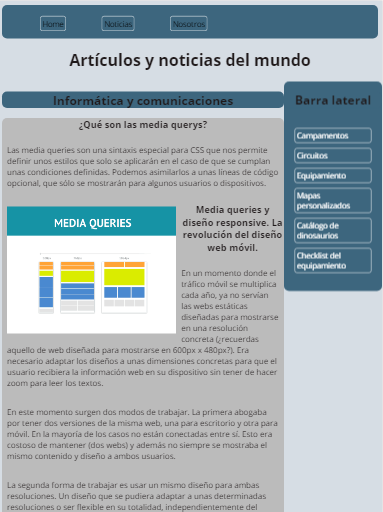 Home Noticias Nosotros
Artículos y noticias del mundo
Informática y comunicaciones
¿Qué son las media querys?
Las media queries son una sintaxis especial para CSS que nos permite
definir unos estilos que solo se aplicarán en el caso de que se cumplan
unas condiciones definidas. Podemos asimilarlos a unas líneas de código
opcional, que sólo se mostrarán para algunos usuarios o dispositivos.
MEDIA QUERIES
Media queries y
diseño responsive. La
revolución del diseño
web móvil.
En un momento donde el
tráfico móvil se multiplica
cada año, ya no servían
las webs estáticas
diseñadas para mostrarse
en una resolución
concreta (¿recuerdas
aquello de web diseñada para mostrarse en 600px x 480px?). Era
necesario adaptar los diseños a unas dimensiones concretas para que el
usuario recibiera la información web en su dispositivo sin tener de hacer
zoom para leer los textos.
En este momento surgen dos modos de trabajar. La primera abogaba
por tener dos versiones de la misma web, una para escritorio y otra para
móvil. En la mayoría de los casos no están conectadas entre sí. Esto era
costoso de mantener (dos webs) y además no siempre se mostraba el
mismo contenido y diseño a ambos usuarios.
La segunda forma de trabajar es usar un mismo diseño para ambas
resoluciones. Un diseño que se pudiera adaptar a unas determinadas
resoluciones o ser flexible en su totalidad, independientemente del
Barra lateral
Campamentos
Circuitos
Equipamiento
Mapas
personalizados
Catálogo de
dinosaurios
Checklist del
equipamiento